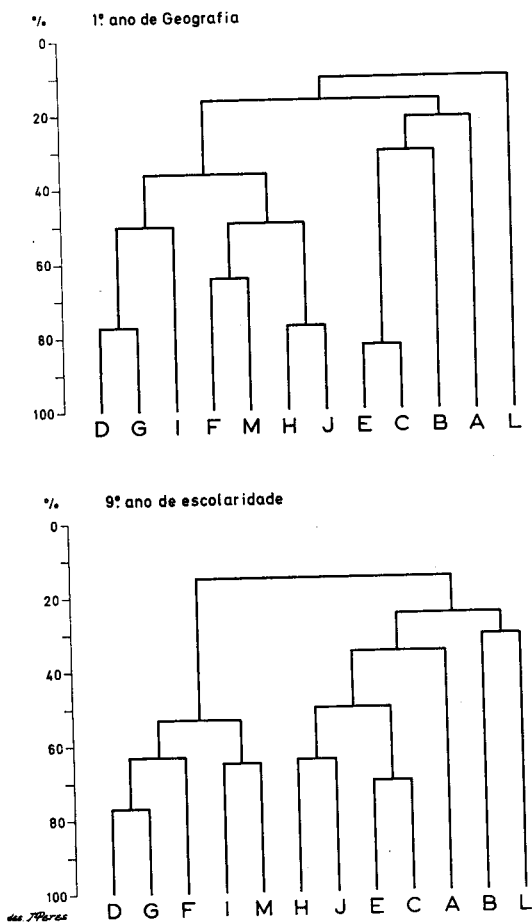 % 1º ano de Geografia
0
20
40
60
80
100
D G I F M H J E C B A L
% 9º ano de escolaridade
0
20
40
60
80
100
D G F I M H J E C A B L
des. J Peres